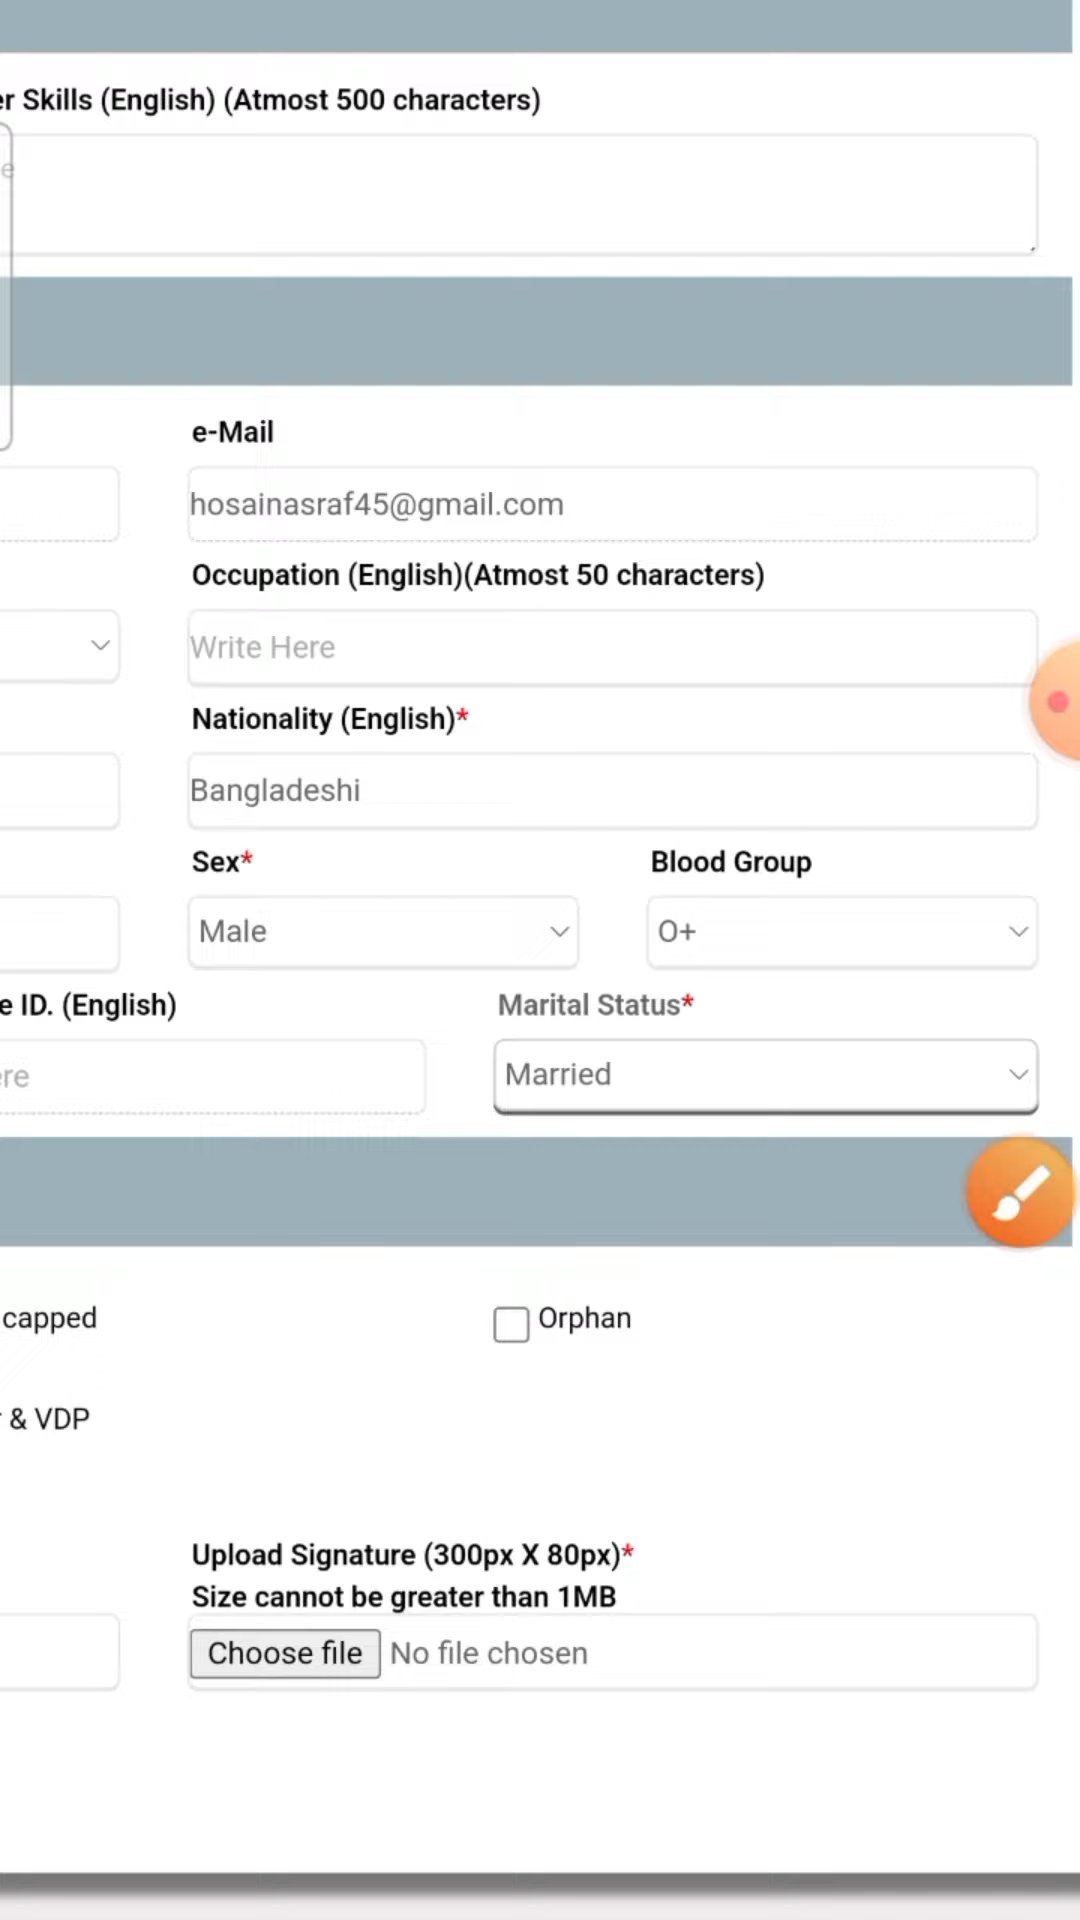 er Skills (English) (Atmost 500 characters)
e
e-Mail
hosainasraf45@gmail.com
Occupation (English)(Atmost 50 characters)
Write Here
Nationality (English)*
Bangladeshi
Sex* Blood Group
Male O+
e ID. (English) Marital Status*
ere Married
capped Orphan
& VDP
Upload Signature (300px X 80px)*
Size cannot be greater than 1MB
Choose file No file chosen